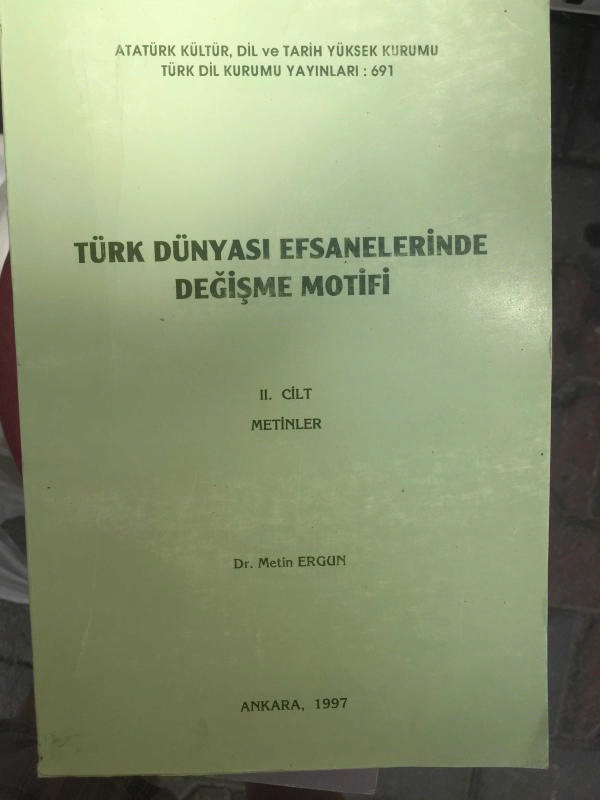 ATATÜRK KÜLTÜR, DİL ve TARİH YÜKSEK KURUMU
TÜRK DİL KURUMU YAYINLARI : 691
TÜRK DÜNYASI EFSANELERİNDE
DEĞİŞME MOTİFİ
II. CİLT
METİNLER
Dr. Metin ERGUN
ANKARA, 1997